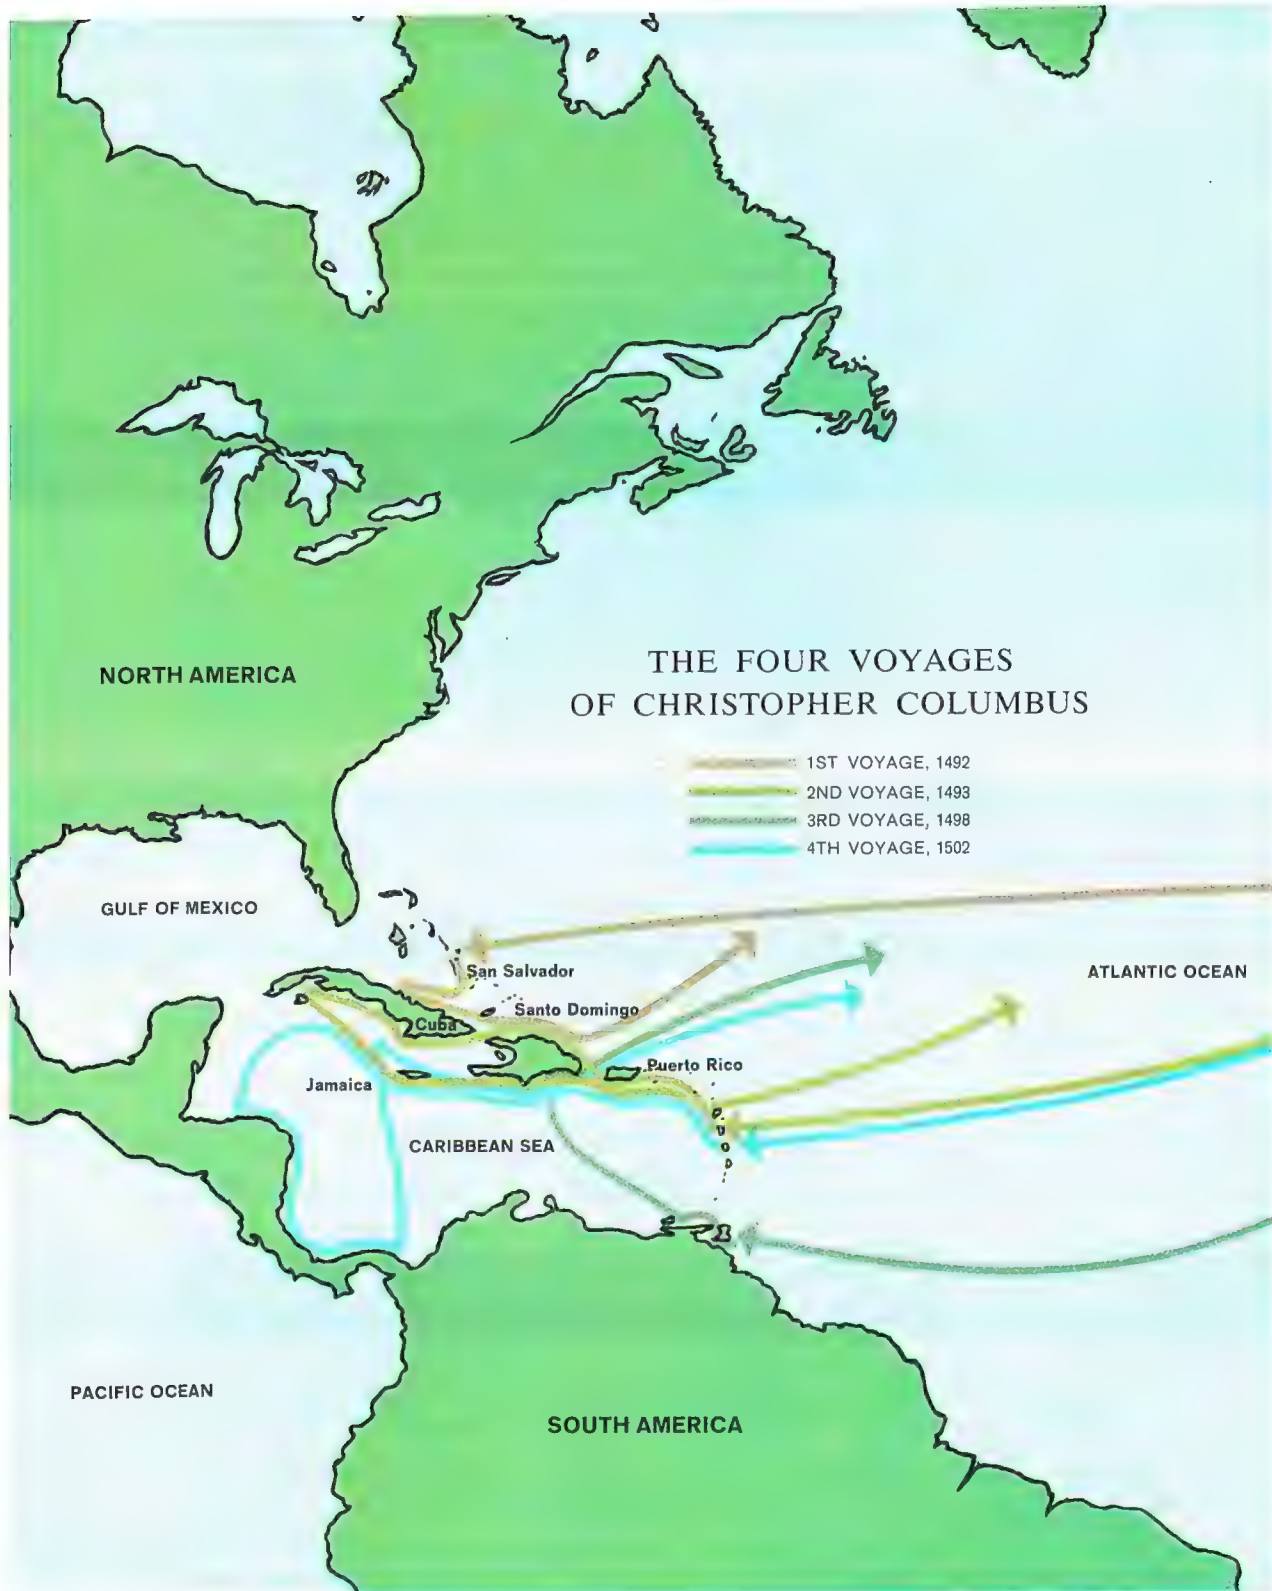 NORTH AMERICA
THE FOUR VOYAGES
OF CHRISTOPHER COLUMBUS
1ST VOYAGE, 1492
2ND VOYAGE, 1493
3RD VOYAGE, 1498
4TH VOYAGE, 1502
GULF OF MEXICO
San Salvador
ATLANTIC OCEAN
Santo Domingo
Cuba
Puerto Rico
Jamaica
CARIBBEAN SEA
PACIFIC OCEAN
SOUTH AMERICA